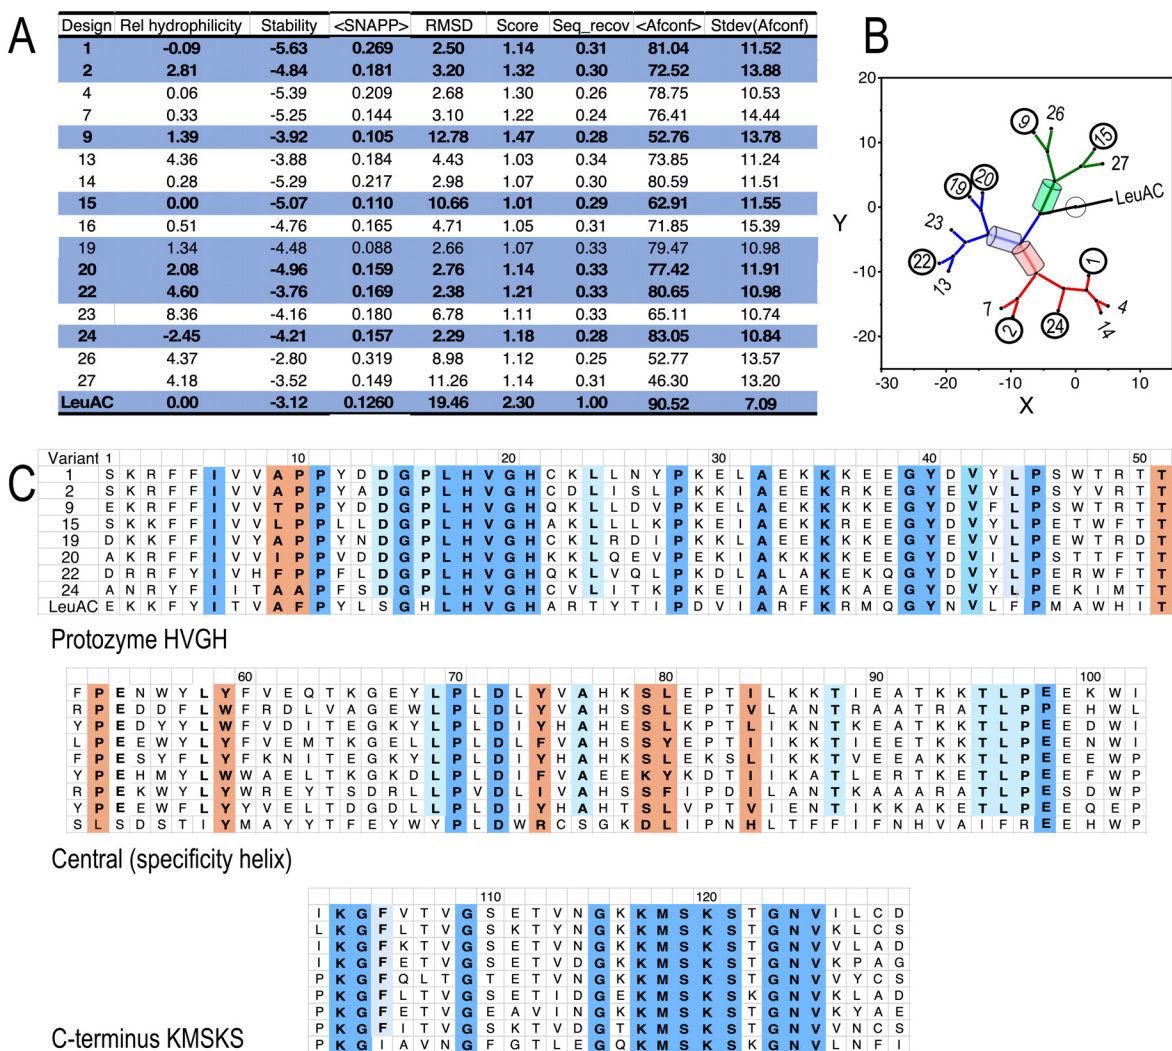 A
Design Rel hydrophilicity Stability <SNAPP> RMSD Score Seq_recov <Afconf> Stdev(Afconf)
1 -0.09 -5.63 0.269 2.50 1.14 0.31 81.04 11.52
2 2.81 -4.84 0.181 3.20 1.32 0.30 72.52 13.88
4 0.06 -5.39 0.209 2.68 1.30 0.26 78.75 10.53
7 0.33 -5.25 0.144 3.10 1.22 0.24 76.41 14.44
9 1.39 -3.92 0.105 12.78 1.47 0.28 52.76 13.78
13 4.36 -3.88 0.184 4.43 1.03 0.34 73.85 11.24
14 0.28 -5.29 0.217 2.98 1.07 0.30 80.59 11.51
15 0.00 -5.07 0.110 10.66 1.01 0.29 62.91 11.55
16 0.51 -4.76 0.165 4.71 1.05 0.31 71.85 15.39
19 1.34 -4.48 0.088 2.66 1.07 0.33 79.47 10.98
20 2.08 -4.96 0.159 2.76 1.14 0.33 77.42 11.91
22 4.60 -3.76 0.169 2.38 1.21 0.33 80.65 10.98
23 8.36 -4.16 0.180 6.78 1.11 0.33 65.11 10.74
24 -2.45 -4.21 0.157 2.29 1.18 0.28 83.05 10.84
26 4.37 -2.80 0.319 8.98 1.12 0.25 52.77 13.57
27 4.18 -3.52 0.149 11.26 1.14 0.31 46.30 13.20
LeuAC 0.00 -3.12 0.1260 19.46 2.30 1.00 90.52 7.09
B
20
10
0
-10
-20
Y
-30 -20 -10 0 10
X
9 26 15 27 LeuAC
19 20 23 22 13
7 2 24 1 4 14
C
Variant 1 10 20 30 40 50
1 S K R F F I V V A P P Y D D G P L H V G H C K L L N Y P K E L A E K K K E E G Y D V Y L P S W T R T T
2 S K R F F I V V A P P Y A D G P L H V G H C D L I S L P K K I A E K K R K E G Y E V V L P S Y V R T T
9 E K R F F I V V T P P Y L D G P L H V G H Q K L L D V P K E I A E K K K E E G Y D V F L P S W T R T T
15 S K K F F I V V L P P L L D G P L H V G H A K L L L K P K E I A E K K R E E G Y D V Y L P E T W F T T
19 D K K F F I V Y A P P Y N D G P L H V G H C K L R D I P K K L A E K K R E E G Y E V V L P E W T R D T
20 A K R F F I V V I P P V D D G P L H V G H K K L Q E V P K E I A K K K K E E G Y E V V L P S T T F T T
22 D R R F Y I V H F P P F L D G P L H V G H Q K L V Q L P K D L A L A K E K Q G Y D V Y L P E R W F T T
24 A N R Y F I I T A A P F S D G P L H V G H C V L I T K P K E I A A E K K A E G Y E V Y L P E K I M T T
LeuAC E K K F Y I T V A F P Y L S G H L H V G H A R T Y T I P D V I A R F K R M Q G Y N V L F P M A W H I T
Protozyme HVGH
60 70 80 90 100
F P E N W Y L Y F V E Q T K G E Y L P L D L Y V A H K S L E P T I L K K T I E A T K K T L P E E K W I
R P E D D F L W F R D L V A G E W L P L D L Y V A H S S L E P T V L A N T R A A T R A T L P P E H W L
Y P E D Y Y L W F V D I T E G K Y L P L D I Y H A H S S L K P T L I K N T K E A T K K T L P E E D W I
L P E E W Y L Y F V E M T K G E L L P L D L F V A H S S Y E P T I I K K T I E E T K K T L P E E N W I
F P E S Y F L Y F K N I T E G K Y L P L D I Y H A H K S L E K S L I K K T V E E A K K T L P E E E W P
Y P E H M Y L W W A E L T K G K D L P L D I F V A E E K Y K D T I I K A T L E R T K E T L P E E F W P
R P E K W Y L Y W R E Y T S D R L L P V D L I V A H S S F I P D I L A N T K A A A R A T L P E E S D W P
Y P E E W F L Y Y V E L T D G D L L P L D I Y H A H T S L V P T V I E N T I K K A K E T L P E E Q E P
S L S D S T I Y M A Y Y T F E Y W Y P L D W R C S G K D L I P N H L T F F I F N H V A I F R E E H W P
Central (specificity helix)
110 120
I K G F V T V G S E T V N G K K M S K S T G N V I L C D
L K G F L T V G S K T Y N G K K M S K S T G N V K L C S
I K G F K T V G S E T V N G K K M S K S T G N V V L A D
I K G F E T V G S E T V D G K K M S K S T G N V K P A G
P K G F Q L T G T E T V N G K K M S K S T G N V V Y C S
P K G F L T V G S E T I D G E K M S K S K G N V K L A D
P K G F E T V G E A V I N G K K M S K S T G N V K Y A E
P K G F I T V G S K T V D G T K M S K S T G N V V N C S
P K G I A V N G F G T L E G Q K M S K S K G N V L N F I
C-terminus KMSKS